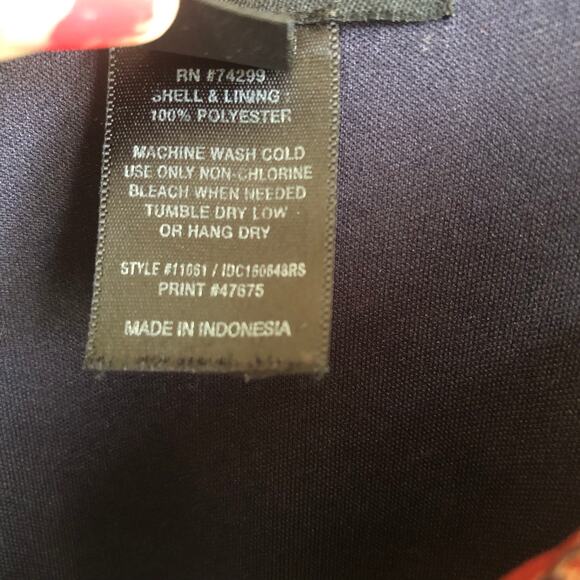 RN #74299
SHELL & LINING
100% POLYESTER
MACHINE WASH COLD
USE ONLY NON-CHLORINE
BLEACH WHEN NEEDED
TUMBLE DRY LOW
OR HANG DRY
STYLE #11661 / IDC160648RS
PRINT #47675
MADE IN INDONESIA